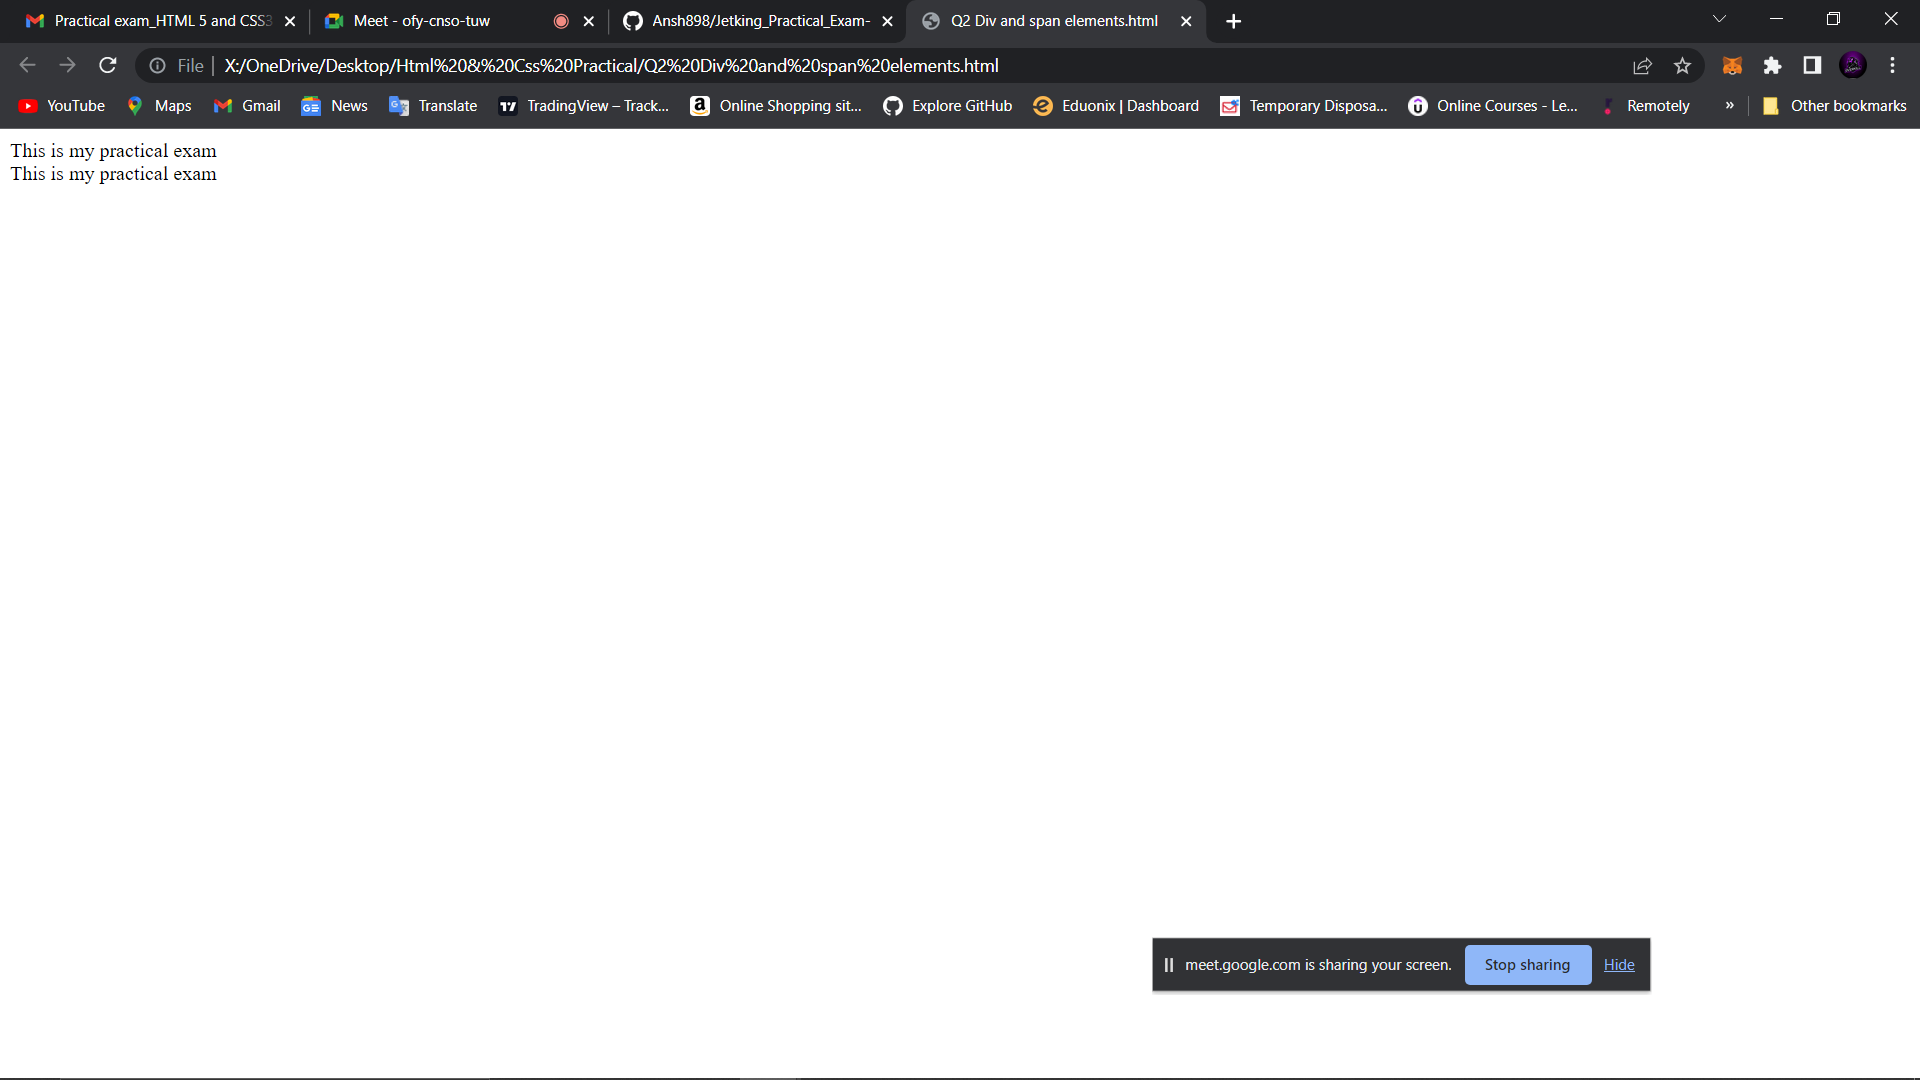 Practical exam_HTML 5 and CSS3
Meet - ofy-cnso-tuw
Ansh898/Jetking_Practical_Exam-
Q2 Div and span elements.html
File
X:/OneDrive/Desktop/Html%20&%20Css%20Practical/Q2%20Div%20and%20span%20elements.html
YouTube
Maps
Gmail
News
Translate
TradingView – Track...
Online Shopping sit...
Explore GitHub
Eduonix | Dashboard
Temporary Disposa...
Online Courses - Le...
Remotely
»
Other bookmarks
This is my practical exam
This is my practical exam
meet.google.com is sharing your screen.
Stop sharing
Hide